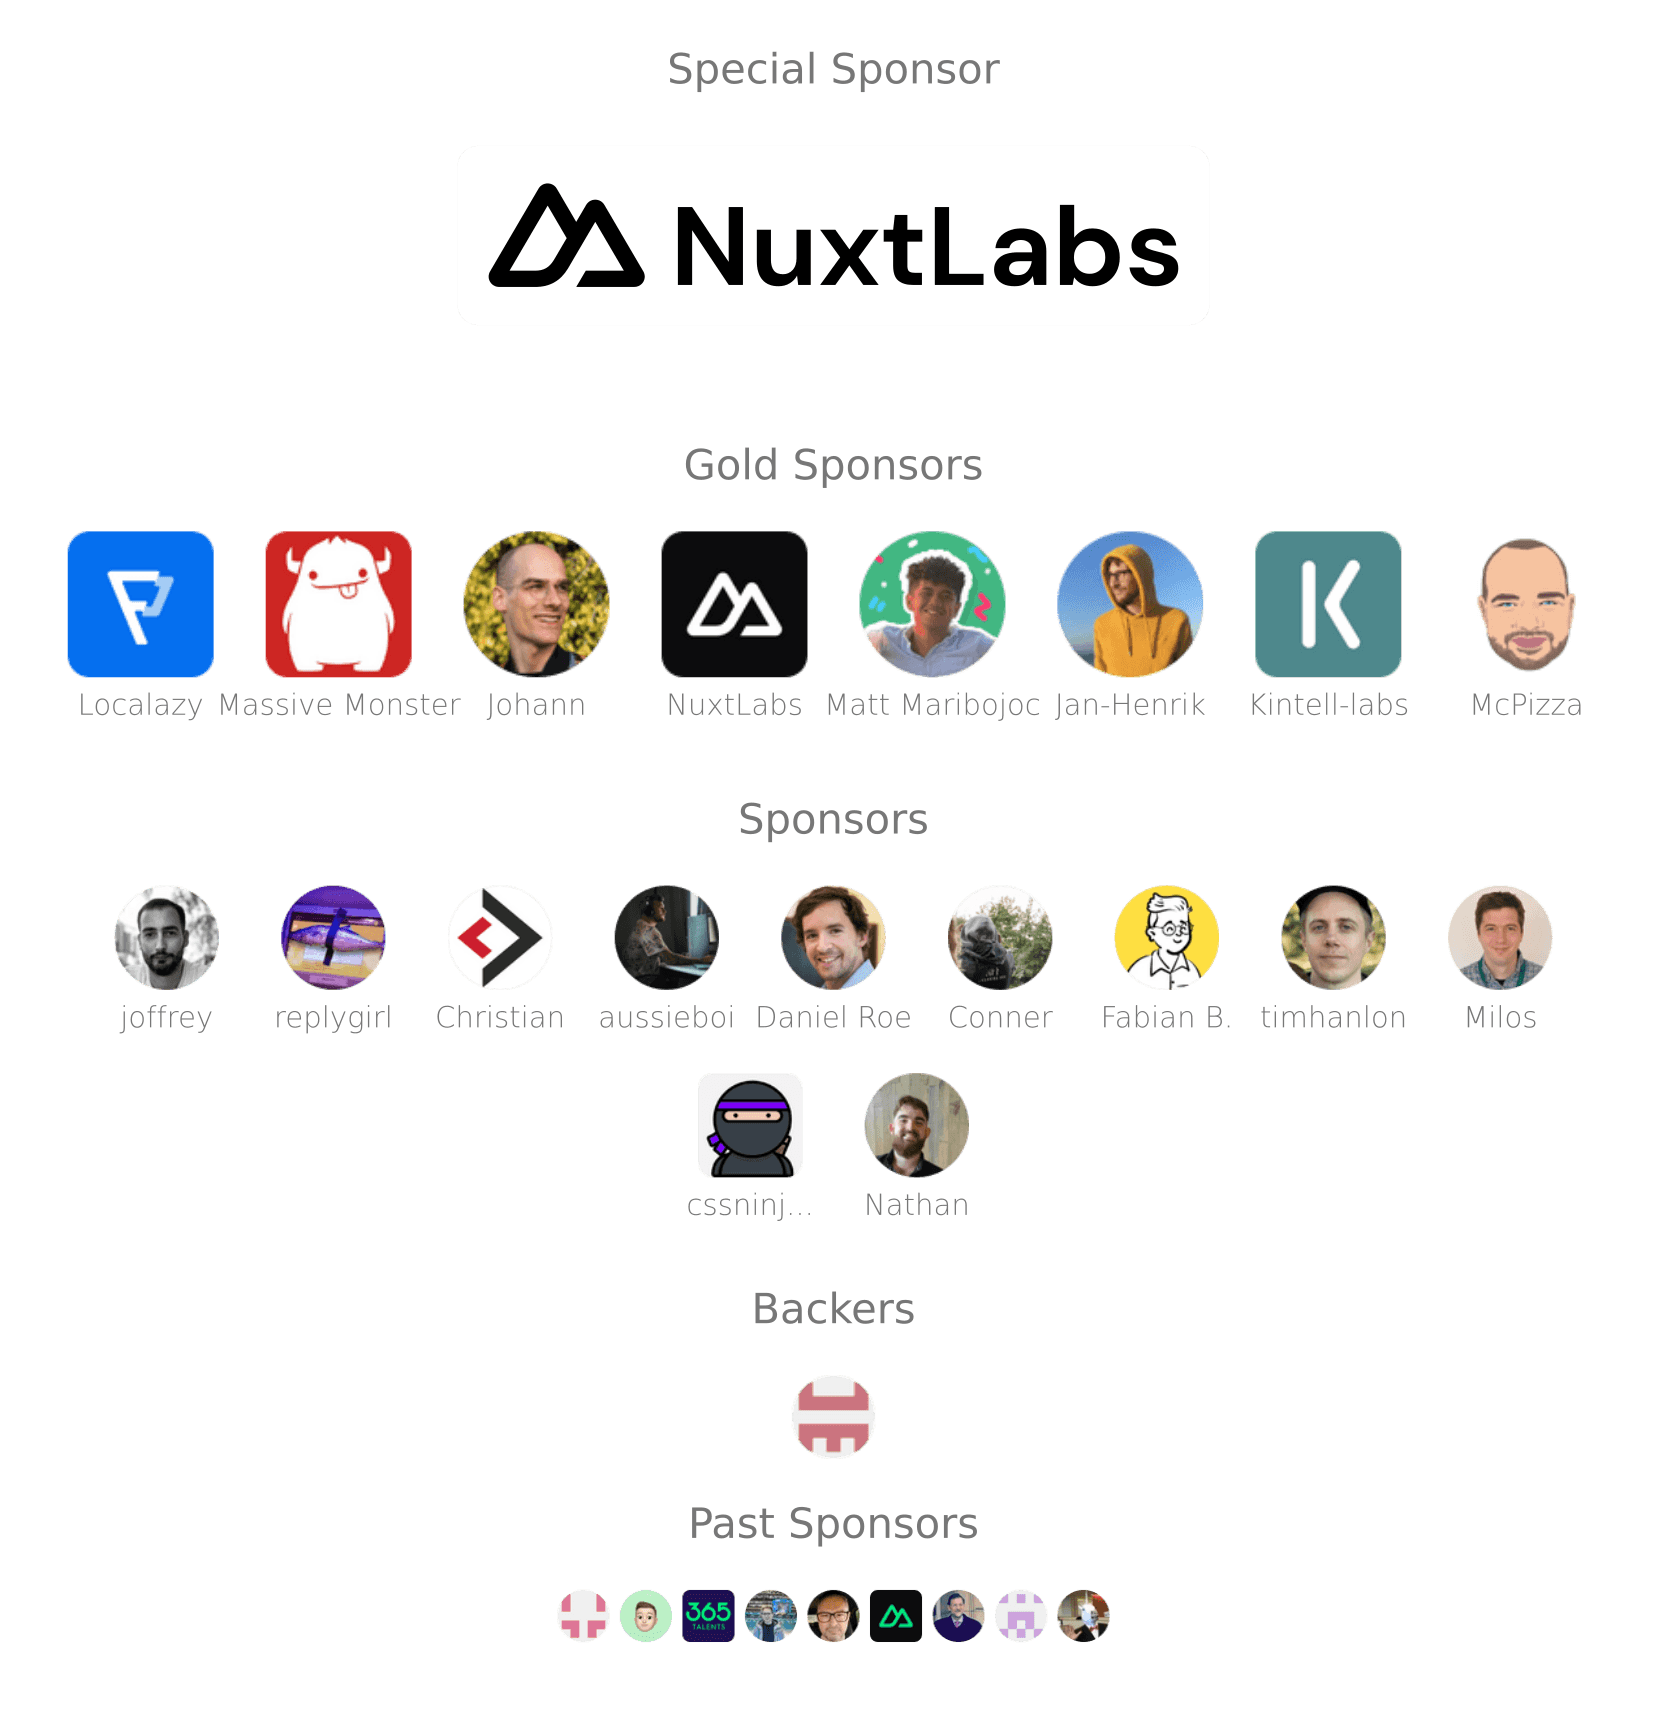 Special Sponsor
NuxtLabs
Gold Sponsors
Localazy Massive Monster Johann NuxtLabs Matt Maribojoc Jan-Henrik Kintell-labs McPizza
Sponsors
joffrey replygirl Christian aussieboi Daniel Roe Conner Fabian B. timhanlon Milos
cssninj... Nathan
Backers
Past Sponsors
365
TALENTS